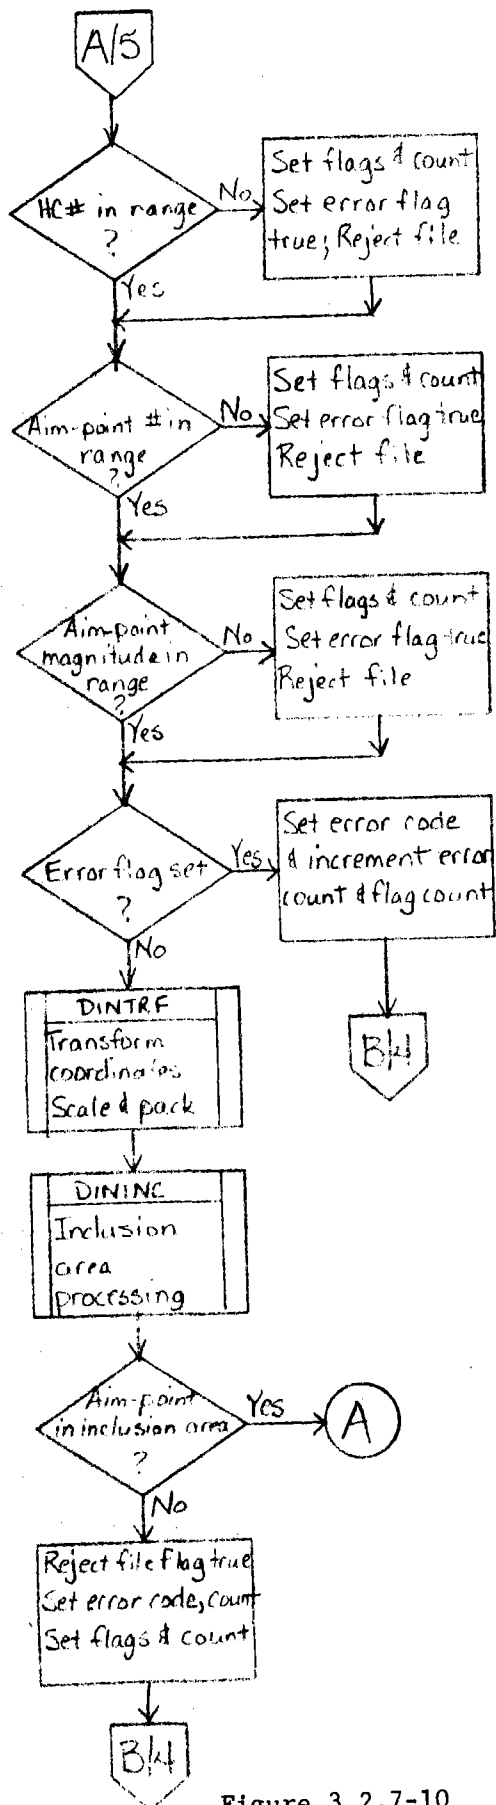 A/5
HC# in range
?
No
Set flags & count
Set error flag
true; Reject file
Yes
Aim-point # in
range
?
No
Set flags & count
Set error flag true
Reject file
Yes
Aim-point
magnitude in
range
?
No
Set flags & count
Set error flag true
Reject file
Yes
Error flag set
?
Yes
Set error code
& increment error
count & flag count
No
B/4
DINTRF
Transform
coordinates
Scale & pack
DININC
Inclusion
area
processing
Aim-point
in inclusion area
?
Yes
A
No
Reject file flag true
Set error code, count
Set flags & count
B/4
Figure 3.2.7-10